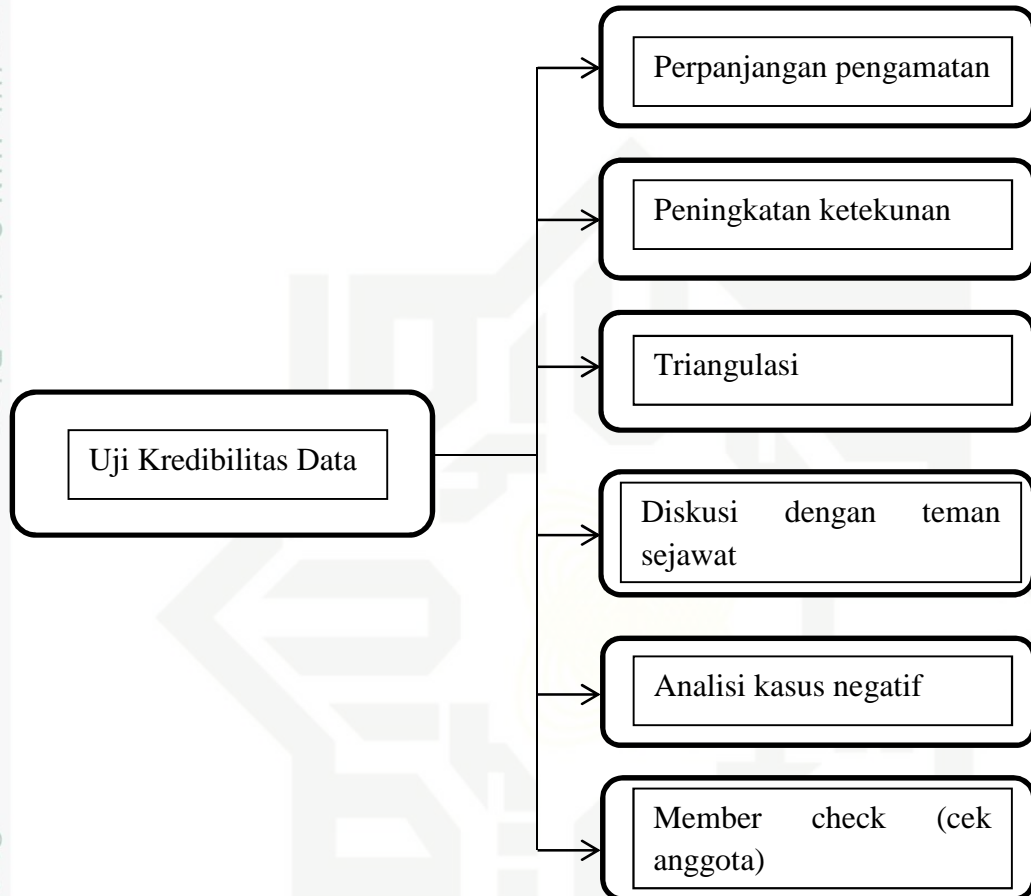 Perpanjangan pengamatan
Peningkatan ketekunan
Triangulasi
Uji Kredibilitas Data
Diskusi dengan teman
sejawat
Analisi kasus negatif
Member check (cek
anggota)